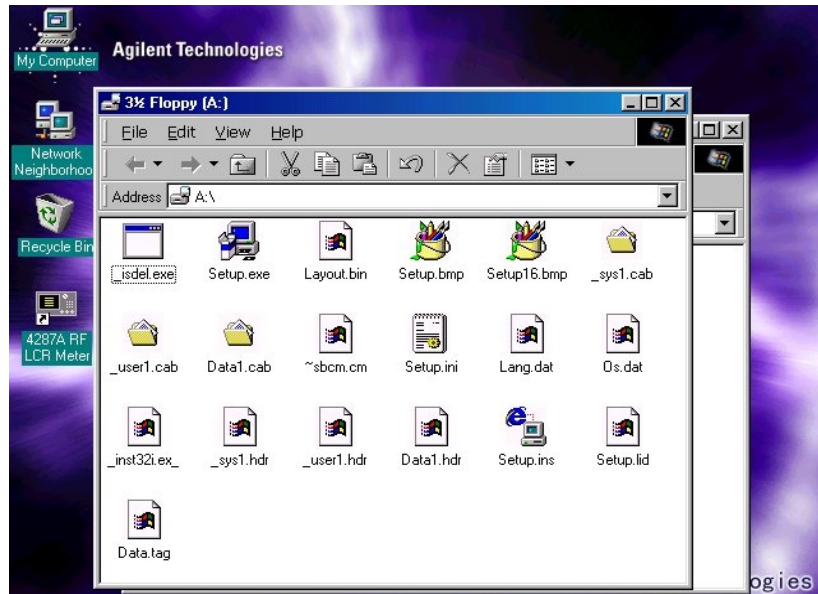 My Computer
Agilent Technologies
3½ Floppy (A:)
File Edit View Help
Network
Neighborhoo
Address A:\
Recycle Bin
_isdel.exe Setup.exe Layout.bin Setup.bmp Setup16.bmp _sys1.cab
4287A RF
LCR Meter
_user1.cab Data1.cab ~sbcm.cm Setup.ini Lang.dat Os.dat
_inst32i.ex_ _sys1.hdr _user1.hdr Data1.hdr Setup.ins Setup.lid
Data.tag
ogies